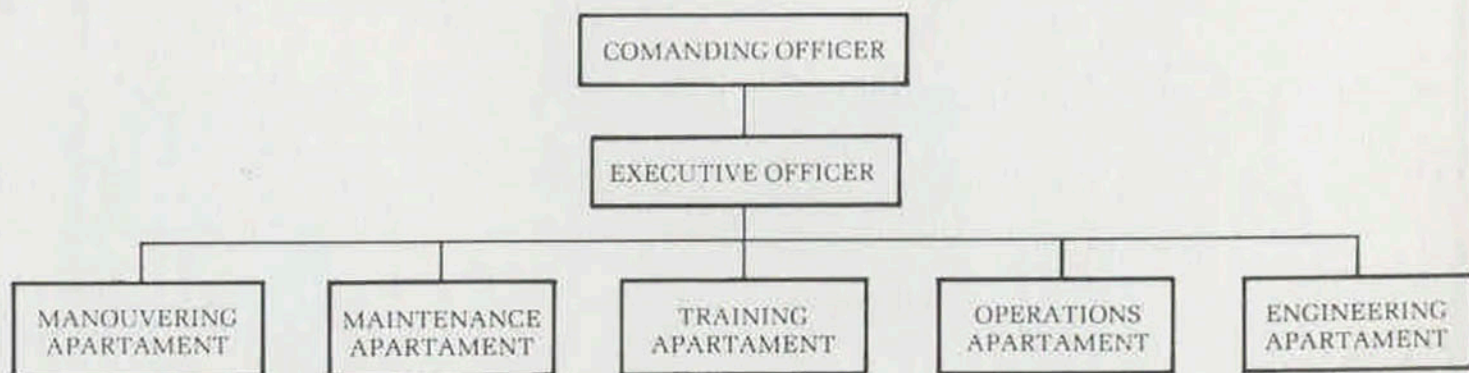 COMANDING OFFICER
EXECUTIVE OFFICER
MANOUVERING
APARTAMENT
MAINTENANCE
APARTAMENT
TRAINING
APARTAMENT
OPERATIONS
APARTAMENT
ENGINEERING
APARTAMENT